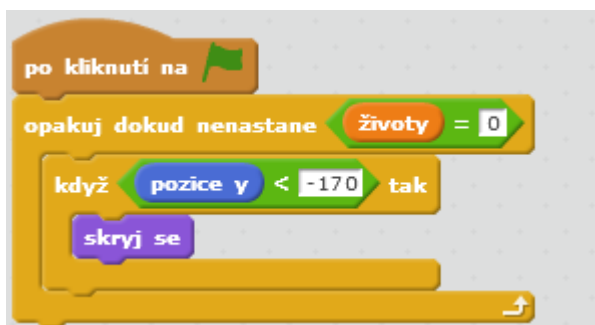 po kliknutí na
opakuj dokud nenastane životy = 0
když pozice y < -170 tak
skryj se